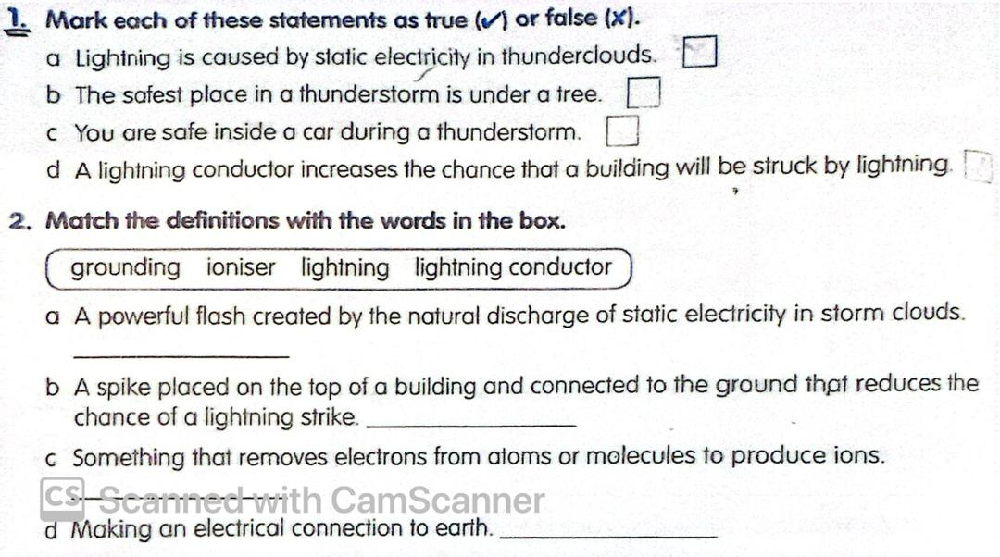 1. Mark each of these statements as true (✓) or false (x).
a Lightning is caused by static electricity in thunderclouds.
b The safest place in a thunderstorm is under a tree.
c You are safe inside a car during a thunderstorm.
d A lightning conductor increases the chance that a building will be struck by lightning.
2. Match the definitions with the words in the box.
grounding ioniser lightning lightning conductor
a A powerful flash created by the natural discharge of static electricity in storm clouds.
b A spike placed on the top of a building and connected to the ground that reduces the
chance of a lightning strike.
c Something that removes electrons from atoms or molecules to produce ions.
CS Scanned with CamScanner
d Making an electrical connection to earth.